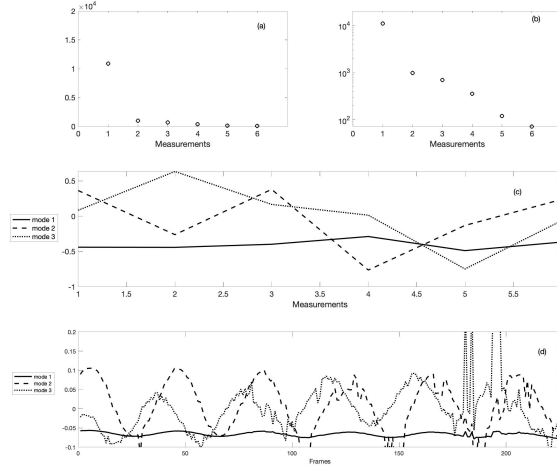 2 ×10⁴
(a)
1.5
1
0.5
0
0 1 2 3 4 5 6
Measurements
(b)
10⁴
10³
10²
0 1 2 3 4 5 6
Measurements
(c)
0.5
0
-0.5
-1
mode 1
mode 2
mode 3
1 1.5 2 2.5 3 3.5 4 4.5 5 5.5
Measurements
(d)
0.2
0.15
0.1
0.05
0
-0.05
-0.1
mode 1
mode 2
mode 3
0 50 100 150 200
Frames